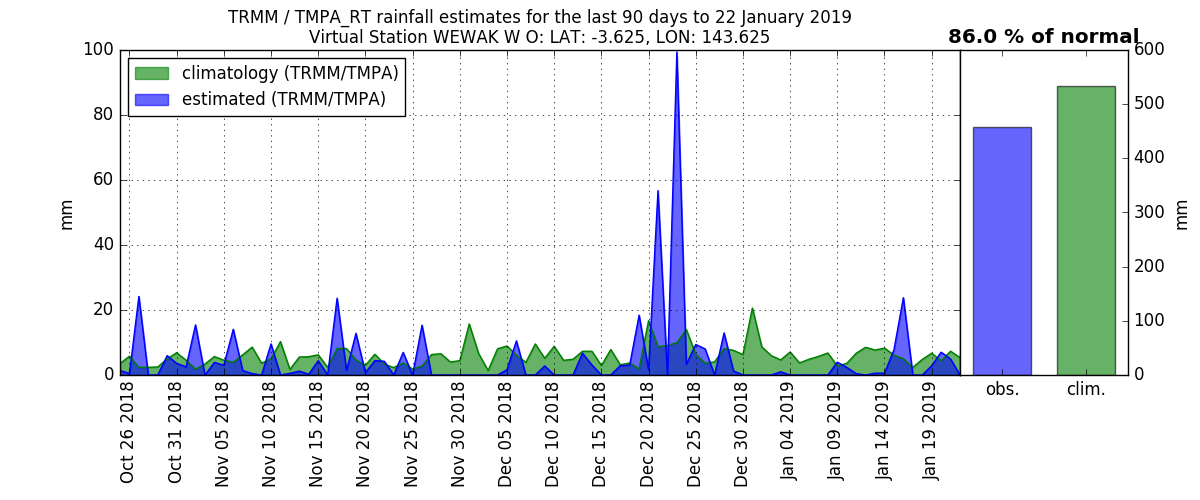 TRMM / TMPA_RT rainfall estimates for the last 90 days to 22 January 2019
Virtual Station WEWAK W O: LAT: -3.625, LON: 143.625
86.0 % of normal
climatology (TRMM/TMPA)
estimated (TRMM/TMPA)
100
80
60
40
20
0
mm
600
500
400
300
200
100
0
mm
Oct 26 2018
Oct 31 2018
Nov 05 2018
Nov 10 2018
Nov 15 2018
Nov 20 2018
Nov 25 2018
Nov 30 2018
Dec 05 2018
Dec 10 2018
Dec 15 2018
Dec 20 2018
Dec 25 2018
Dec 30 2018
Jan 04 2019
Jan 09 2019
Jan 14 2019
Jan 19 2019
obs.
clim.